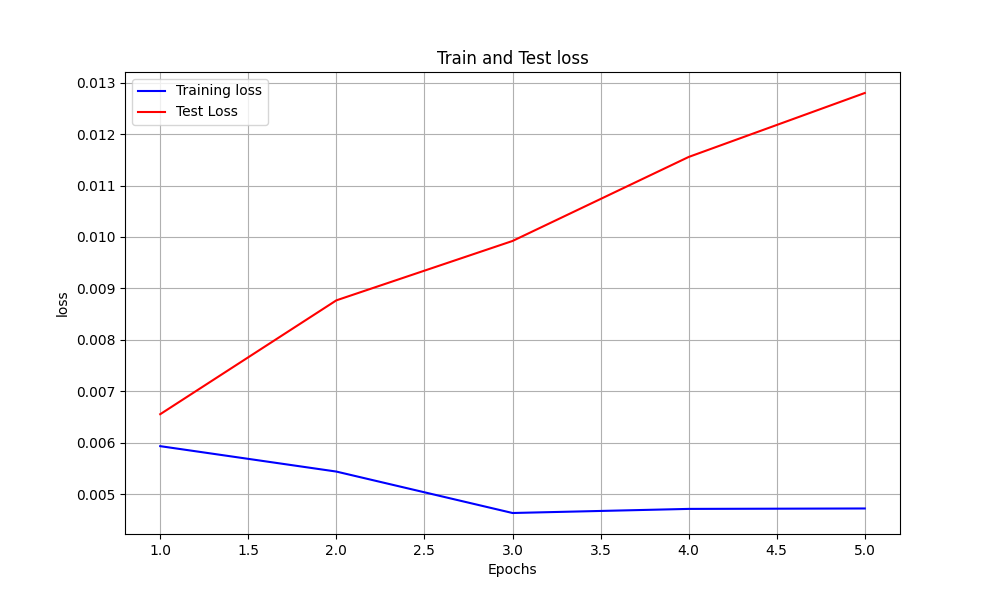 Train and Test loss
Training loss
Test Loss
0.013
0.012
0.011
0.010
0.009
0.008
0.007
0.006
0.005
loss
1.0 1.5 2.0 2.5 3.0 3.5 4.0 4.5 5.0
Epochs